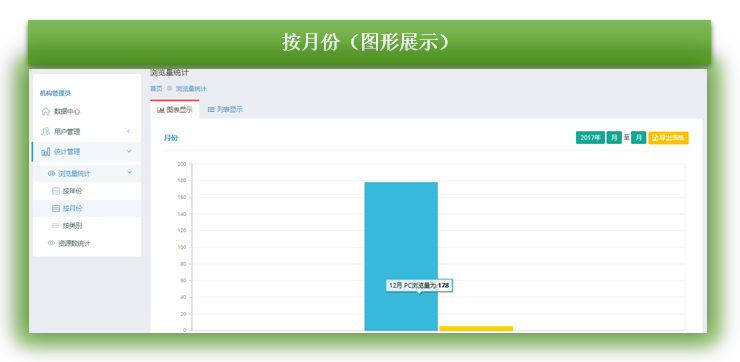 按月份（图形展示）
浏览量统计
机构管理员
首页 浏览量统计
数据中心
图表显示 列表显示
用户管理
月份
2017年 月 至 月 导出表格
统计管理
浏览量统计
按年份
按月份
按类别
资源数统计
200
180
160
140
120
100
80
60
40
20
0
12月 PC浏览量为:178